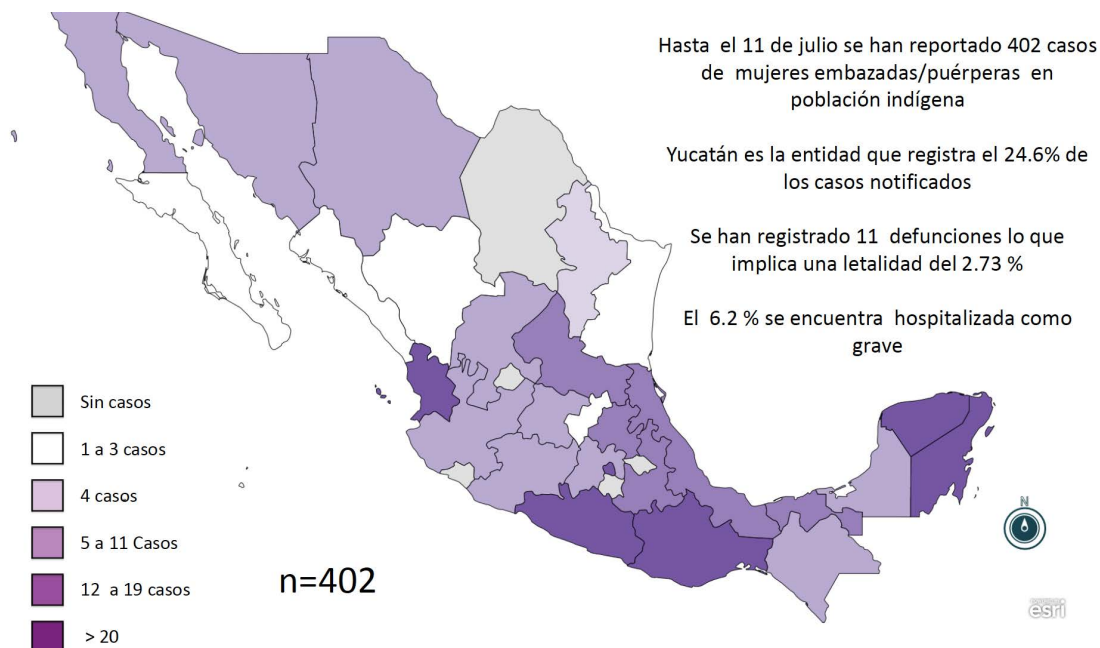 Hasta el 11 de julio se han reportado 402 casos
de mujeres embazadas/puérperas en
población indígena
Yucatán es la entidad que registra el 24.6% de
los casos notificados
Se han registrado 11 defunciones lo que
implica una letalidad del 2.73 %
El 6.2 % se encuentra hospitalizada como
grave
Sin casos
1 a 3 casos
4 casos
5 a 11 Casos
12 a 19 casos
> 20
n=402
N
esri